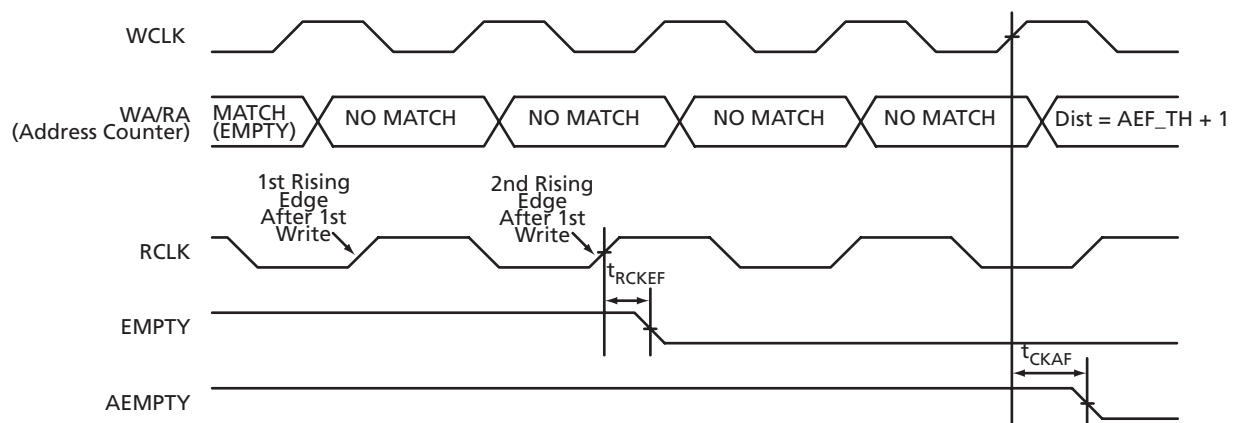 WCLK
WA/RA
(Address Counter)
MATCH
(EMPTY)
NO MATCH
NO MATCH
NO MATCH
NO MATCH
Dist = AEF_TH + 1
1st Rising
Edge
After 1st
Write
2nd Rising
Edge
After 1st
Write
RCLK
tRCKEF
EMPTY
tCKAF
AEMPTY